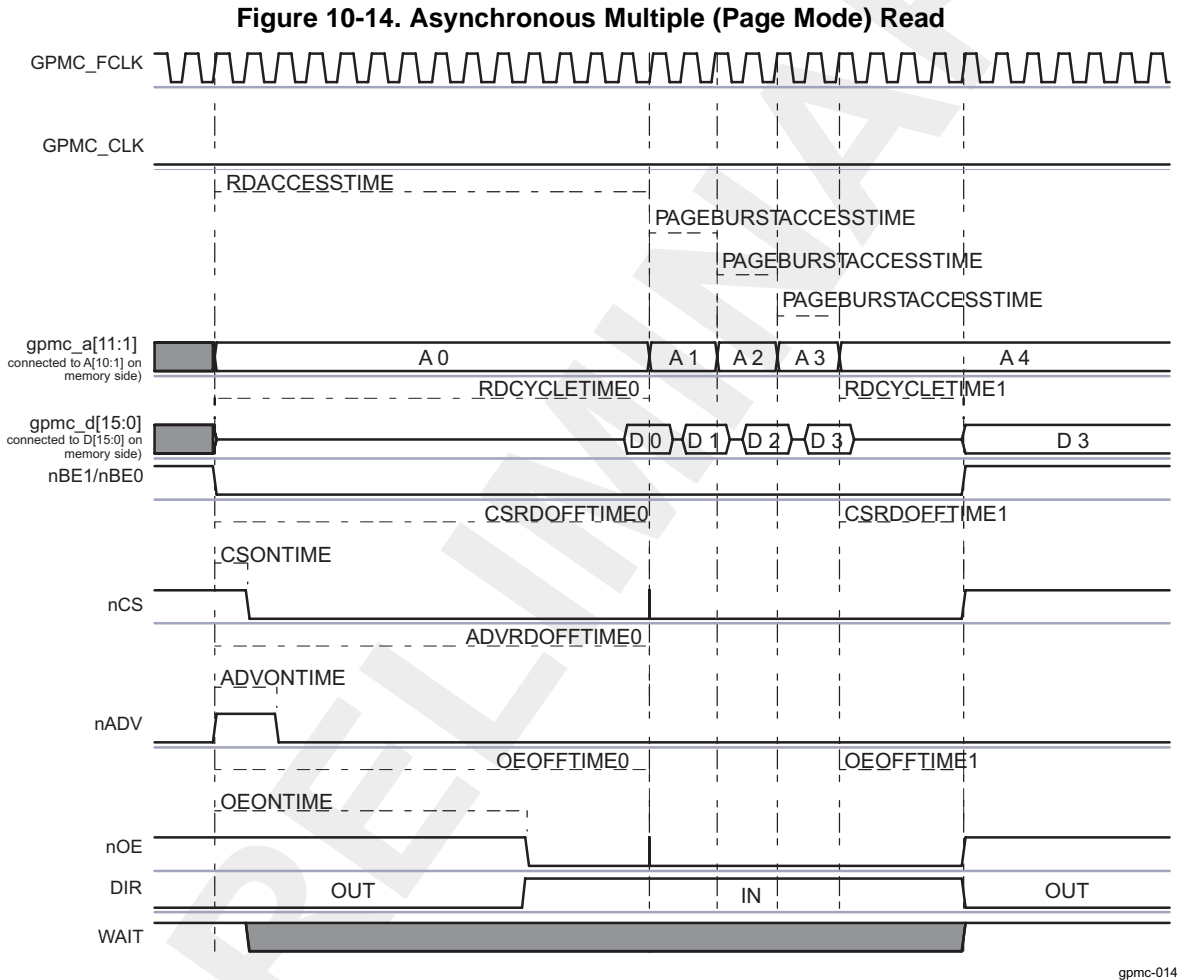 Figure 10-14. Asynchronous Multiple (Page Mode) Read
GPMC_FCLK
GPMC_CLK
RDACCESSTIME
PAGEBURSTACCESSTIME
PAGEBURSTACCESSTIME
PAGEBURSTACCESSTIME
gpmc_a[11:1]
connected to A[10:1] on
memory side)
A 0 A 1 A 2 A 3 A 4
RDCYCLETIME0 RDCYCLETIME1
gpmc_d[15:0]
connected to D[15:0] on
memory side)
D 0 D 1 D 2 D 3 D 3
nBE1/nBE0
CSRDOFFTIME0 CSRDOFFTIME1
CSONTIME
nCS
ADVRDOFFTIME0
ADVONTIME
nADV
OEOFFTIME0 OEOFFTIME1
OEONTIME
nOE
DIR OUT IN OUT
WAIT
gpmc-014
PRELIMINA